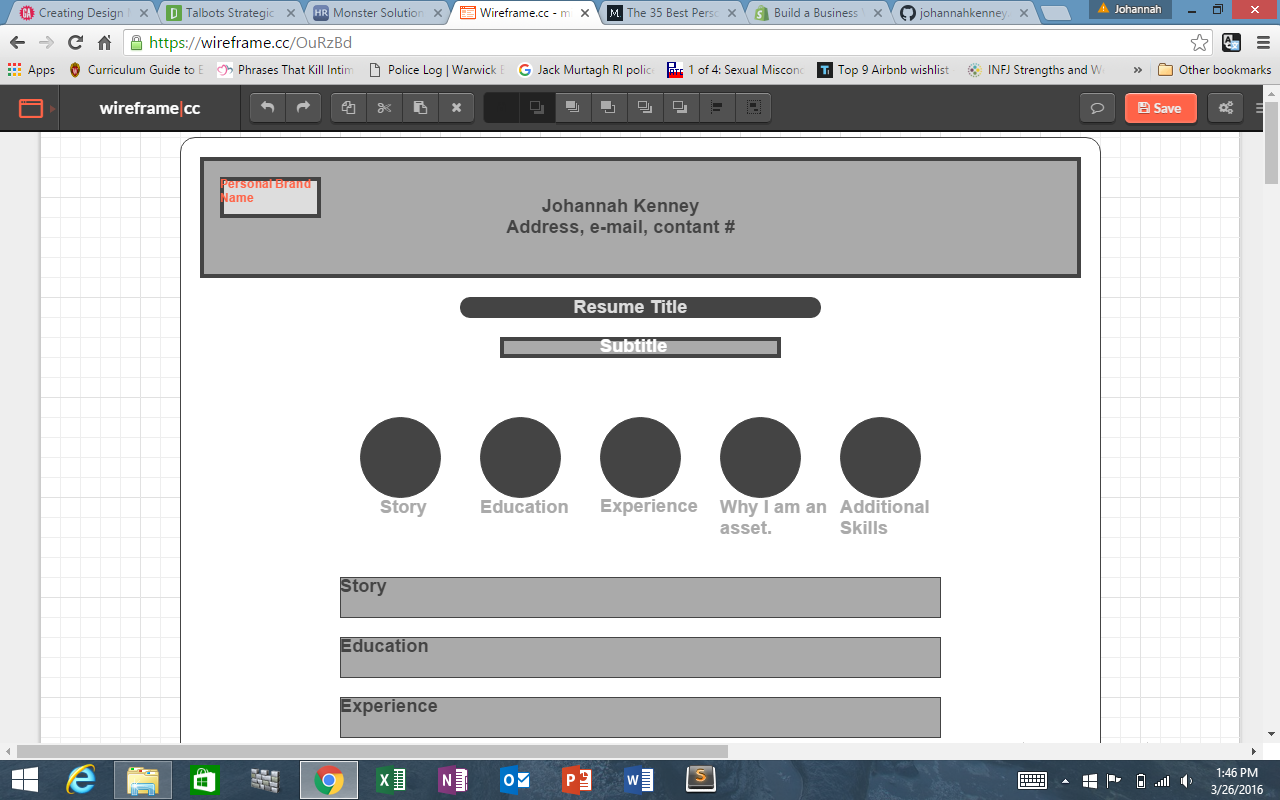 Creating Design
Talbots Strategic
Monster Solution
Wireframe.cc - m
The 35 Best Perso
Build a Business
johannahkenney
Johannah
https://wireframe.cc/OuRzBd
Apps
Curriculum Guide to E
Phrases That Kill Intim
Police Log | Warwick
Jack Murtagh RI polic
1 of 4: Sexual Miscon
Top 9 Airbnb wishlist
INFJ Strengths and W
» Other bookmarks
wireframe|cc
Save
Personal Brand
Name
Johannah Kenney
Address, e-mail, contant #
Resume Title
Subtitle
Story
Education
Experience
Why I am an
asset.
Additional
Skills
Story
Education
Experience
1:46 PM
3/26/2016